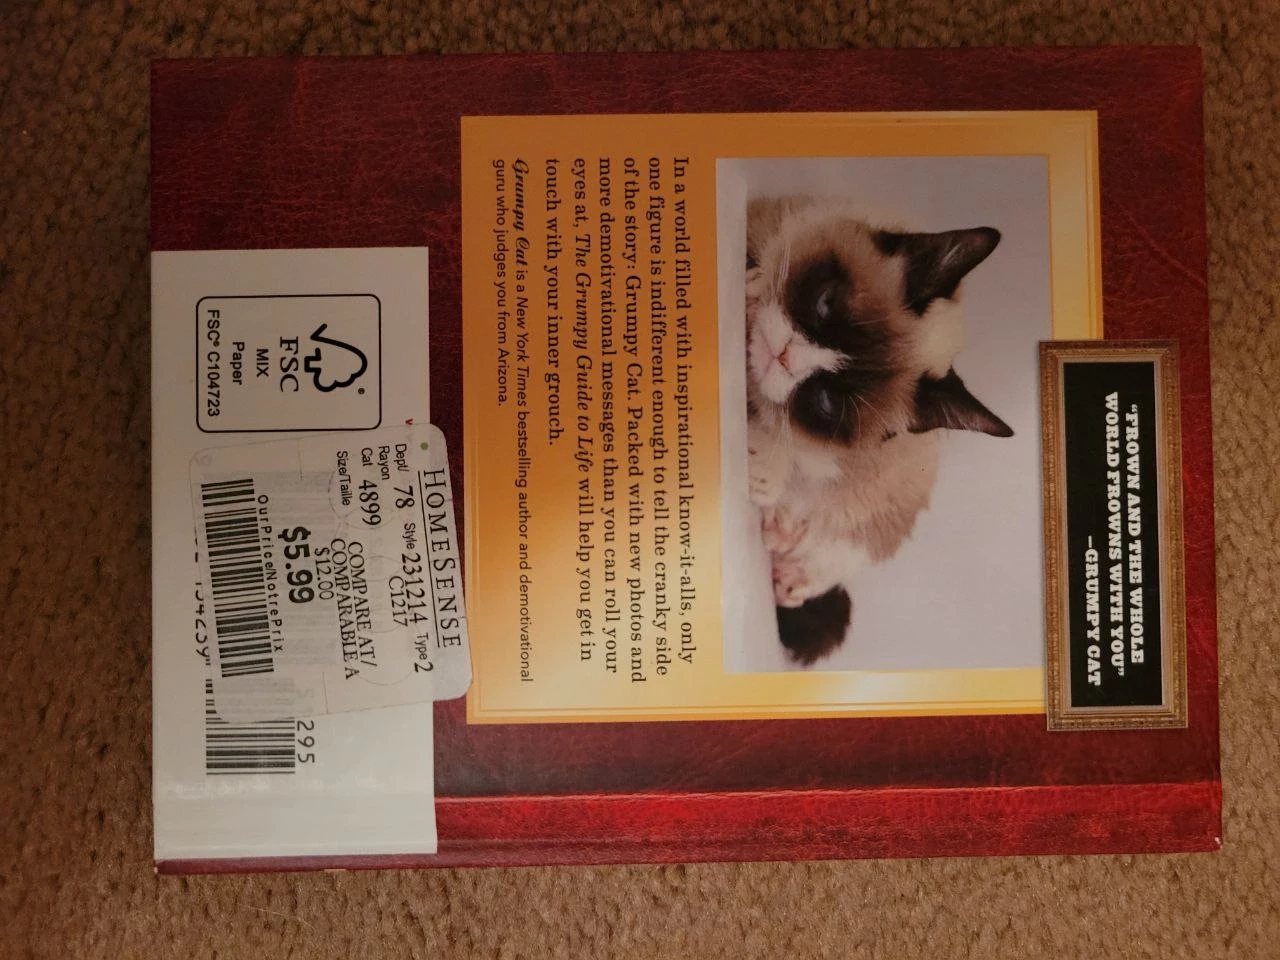 “FROWN AND THE WHOLE
WORLD FROWNS WITH YOU”
—GRUMPY CAT
In a world filled with inspirational know-it-alls, only
one figure is indifferent enough to tell the cranky side
of the story: Grumpy Cat. Packed with new photos and
more demotivational messages than you can roll your
eyes at, The Grumpy Guide to Life will help you get in
touch with your inner grouch.
Grumpy Cat is a New York Times bestselling author and demotivational
guru who judges you from Arizona.
FSC
MIX
Paper
FSC® C104723
HOMESENSE
Dept/ 78 Style 231214 Type 2
Rayon C1217
Cat 4899 COMPARE AT/
Size/Taille COMPARABLE A
$12.00
$5.99
Our Price/Notre Prix
295